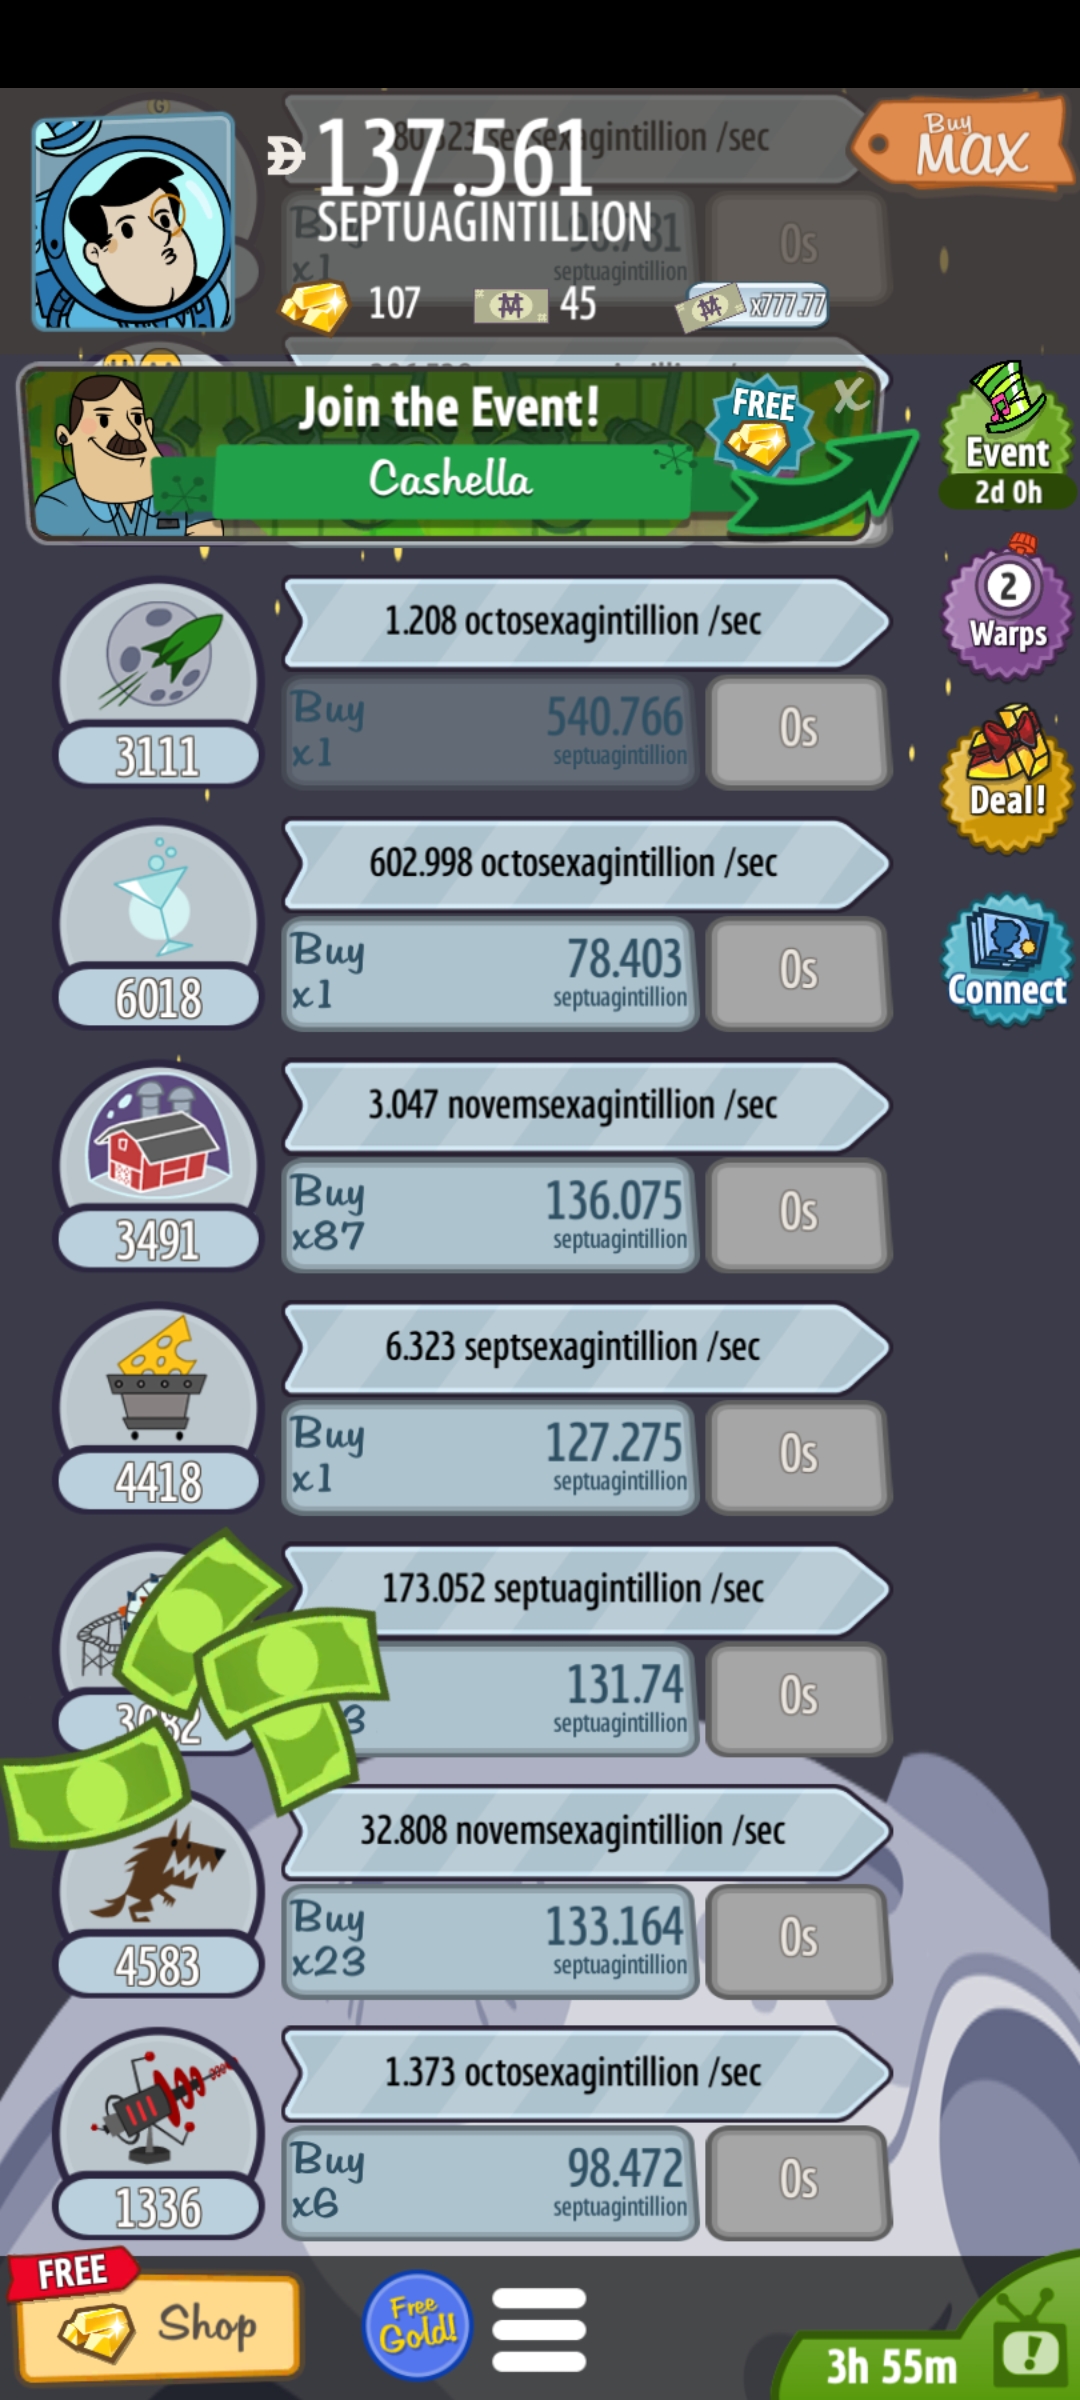 137.561
SEPTUAGINTILLION
Buy
MAX
Buy
x1
septuagintillion
0s
107
45
x777.77
Join the Event!
Cashella
FREE
X
Event
2d 0h
1.208 octosexagintillion /sec
3111
Buy
x1
540.766
septuagintillion
0s
2
Warps
Deal!
602.998 octosexagintillion /sec
6018
Buy
x1
78.403
septuagintillion
0s
Connect
3.047 novemsexagintillion /sec
3491
Buy
x87
136.075
septuagintillion
0s
6.323 septsexagintillion /sec
4418
Buy
x1
127.275
septuagintillion
0s
173.052 septuagintillion /sec
131.74
septuagintillion
0s
32.808 novemsexagintillion /sec
4583
Buy
x23
133.164
septuagintillion
0s
1.373 octosexagintillion /sec
1336
Buy
x6
98.472
septuagintillion
0s
FREE
Shop
Free
Gold!
3h 55m
!